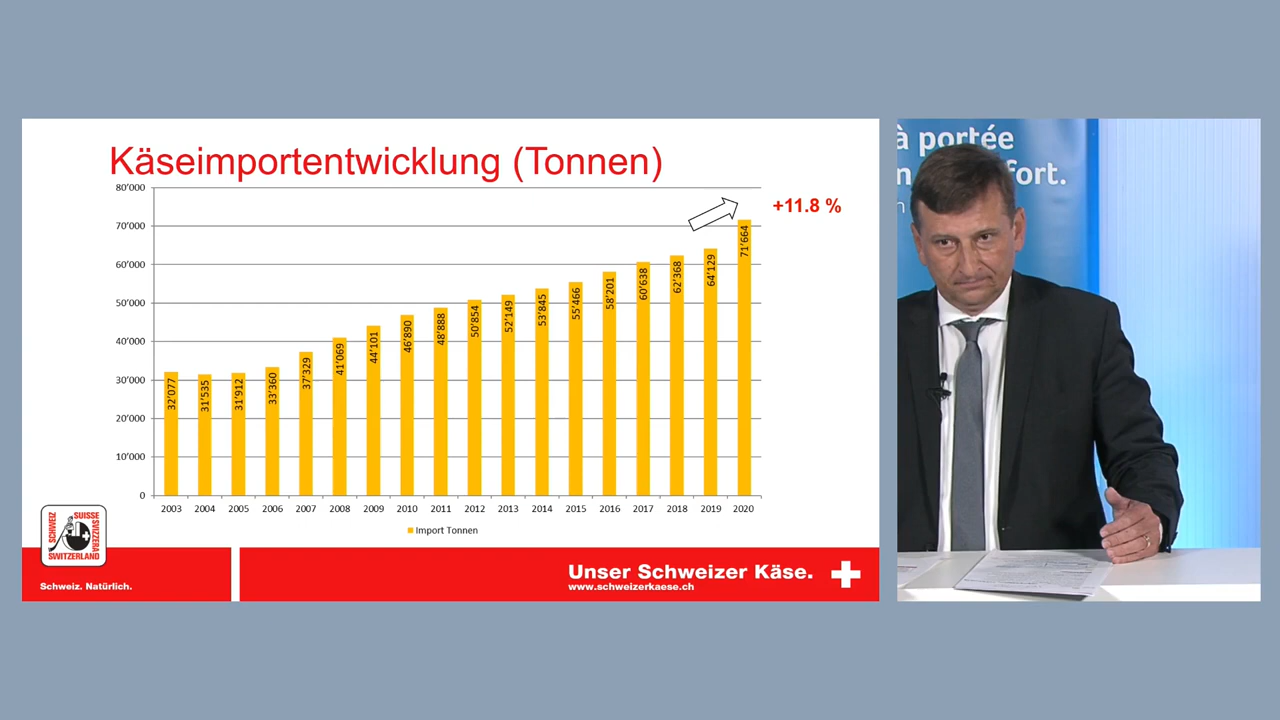 Käseimportentwicklung (Tonnen)
80'000
70'000
60'000
50'000
40'000
30'000
20'000
10'000
0
+11.8 %
32'077
31'535
31'912
33'360
37'329
41'069
44'101
46'890
48'888
50'854
52'149
53'845
55'466
58'201
60'638
62'368
64'129
71'664
2003 2004 2005 2006 2007 2008 2009 2010 2011 2012 2013 2014 2015 2016 2017 2018 2019 2020
Import Tonnen
SCHWEIZ
SUISSE
SVIZZERA
SWITZERLAND
Schweiz. Natürlich.
Unser Schweizer Käse.
www.schweizerkaese.ch
à portée
fort.